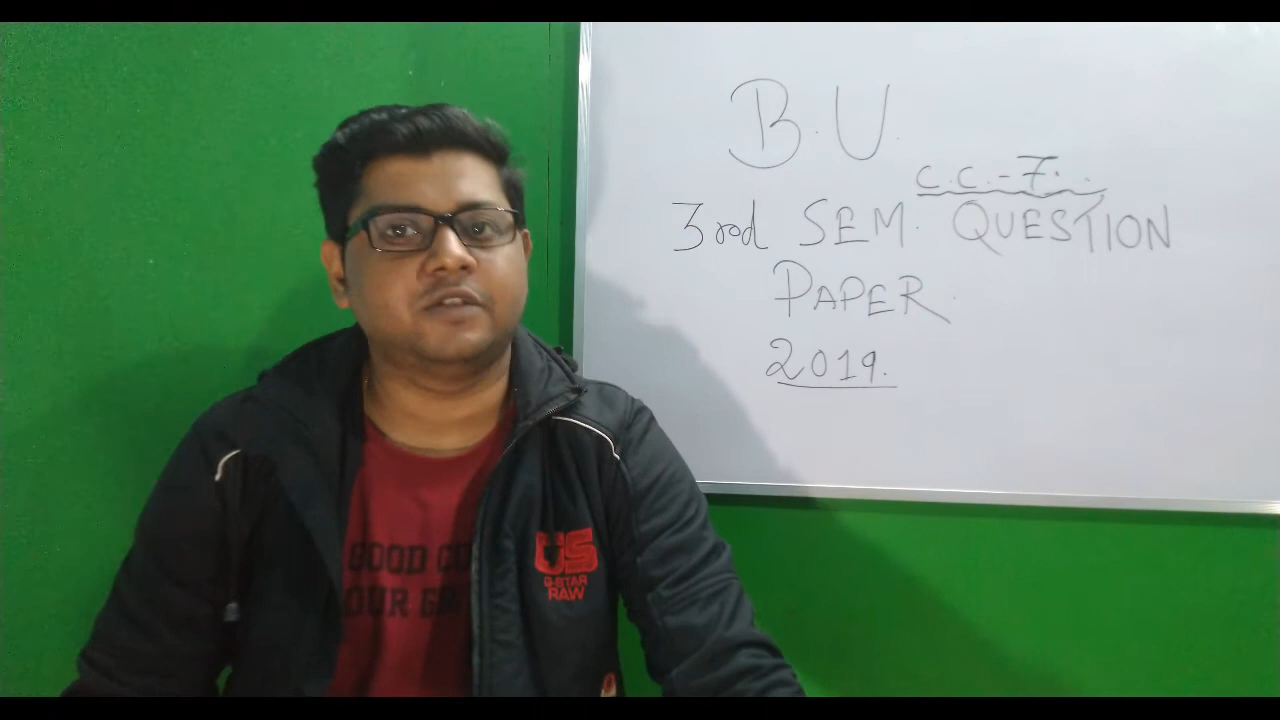 B.U.
C.C.-7..
3rd SEM. QUESTION
PAPER.
2019.
GOOD
OUR
US
G-STAR
RAW